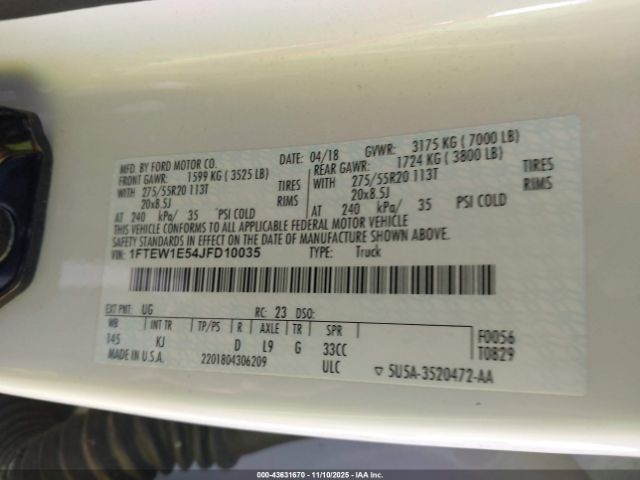 MFD. BY FORD MOTOR CO.
DATE: 04/18 GVWR: 3175 KG ( 7000 LB)
FRONT GAWR: 1599 KG ( 3525 LB) REAR GAWR: 1724 KG ( 3800 LB)
WITH 275/55R20 113T TIRES WITH 275/55R20 113T TIRES
20x8.5J RIMS 20x8.5J RIMS
AT 240 kPa/ 35 PSI COLD AT 240 kPa/ 35 PSI COLD
THIS VEHICLE CONFORMS TO ALL APPLICABLE FEDERAL MOTOR VEHICLE
SAFETY STANDARDS IN EFFECT ON THE DATE OF MANUFACTURE SHOWN ABOVE.
1FTEW1E54JFD10035 TYPE: Truck
EXT PNT: UG RC: 23 DSO:
WB INT TR TP/PS R AXLE TR SPR F0056
145 KJ D L9 G 33CC T0829
MADE IN U.S.A. 2201804306209 ULC ▽ 5U5A-3520472-AA
000-43631670 - 11/10/2025 - IAA Inc.